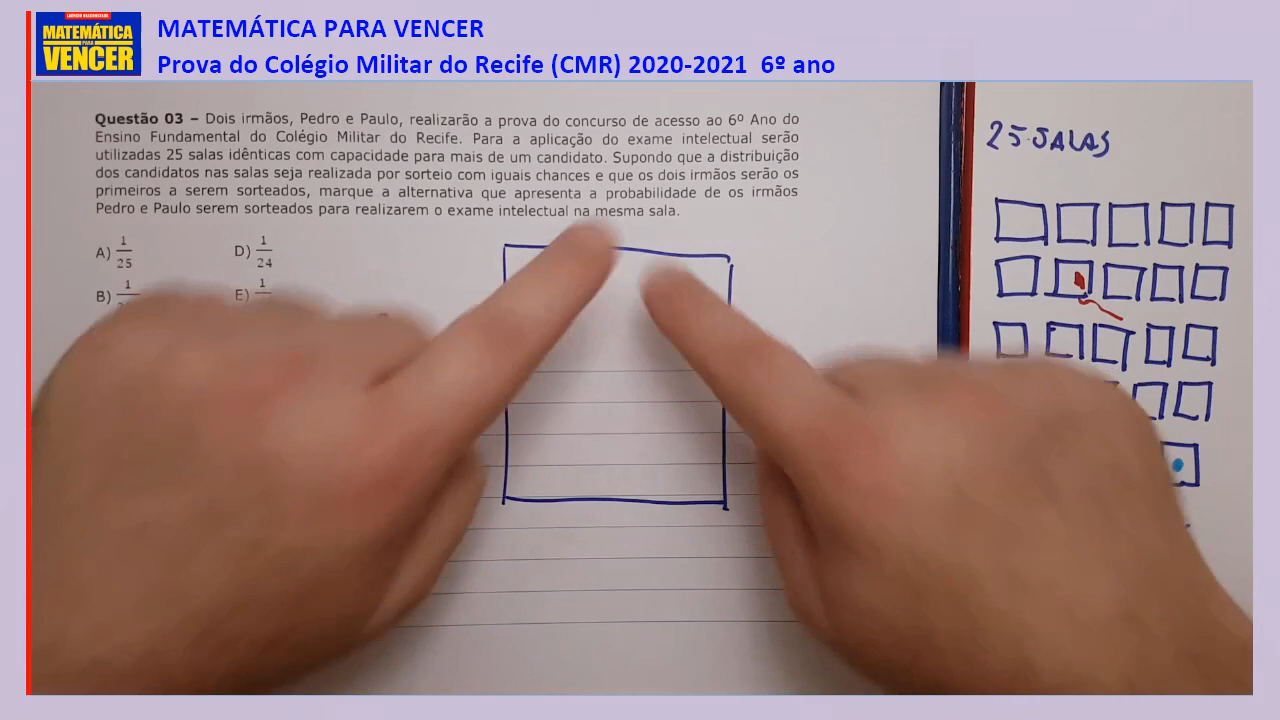 LAÉRCIO VASCONCELOS
MATEMÁTICA
PARA
VENCER
MATEMÁTICA PARA VENCER
Prova do Colégio Militar do Recife (CMR) 2020-2021 6º ano
Questão 03 – Dois irmãos, Pedro e Paulo, realizarão a prova do concurso de acesso ao 6º Ano do
Ensino Fundamental do Colégio Militar do Recife. Para a aplicação do exame intelectual serão
utilizadas 25 salas idênticas com capacidade para mais de um candidato. Supondo que a distribuição
dos candidatos nas salas seja realizada por sorteio com iguais chances e que os dois irmãos serão os
primeiros a serem sorteados, marque a alternativa que apresenta a probabilidade de os irmãos
Pedro e Paulo serem sorteados para realizarem o exame intelectual na mesma sala.
A) 1/25
D) 1/24
B) 1
E) 1
25 SALAS